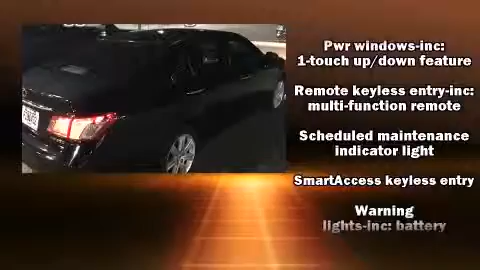 Pwr windows-inc:
1-touch up/down feature
Remote keyless entry-inc:
multi-function remote
Scheduled maintenance
indicator light
SmartAccess keyless entry
Warning
lights-inc: battery